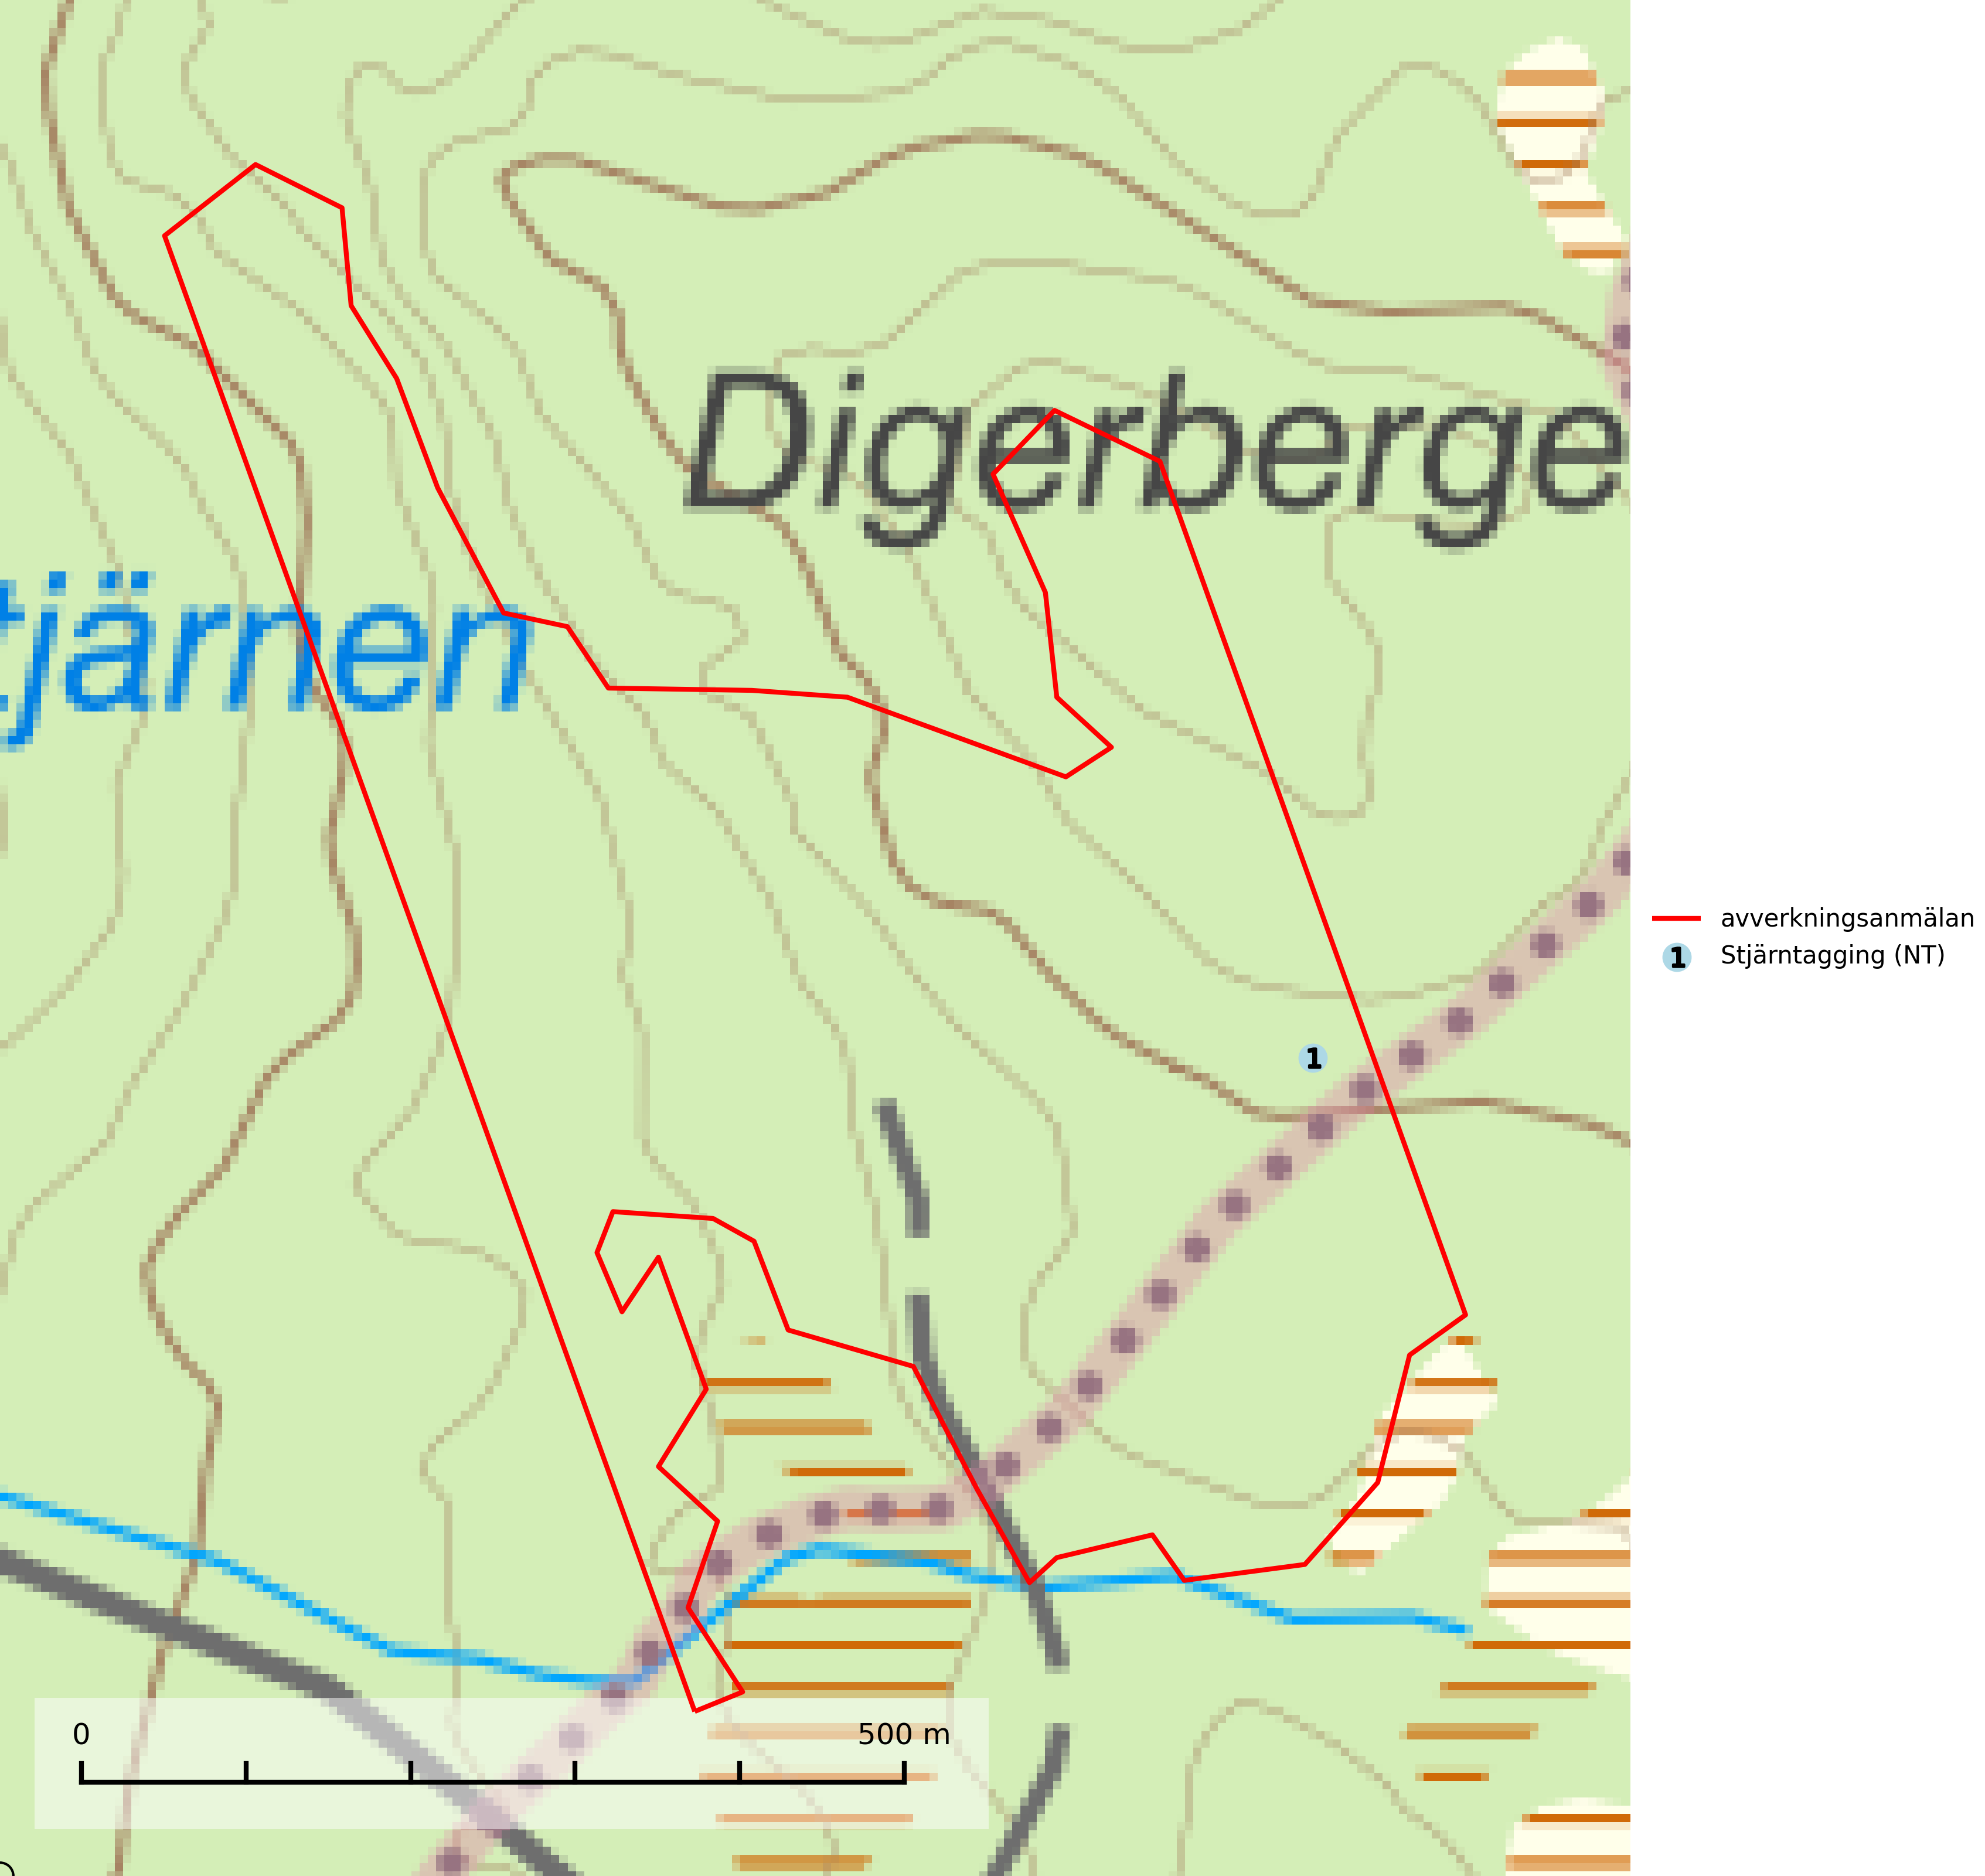 Digerberge
tjärnen
avverkningsanmälan
1 Stjärntagging (NT)
1
0 500 m